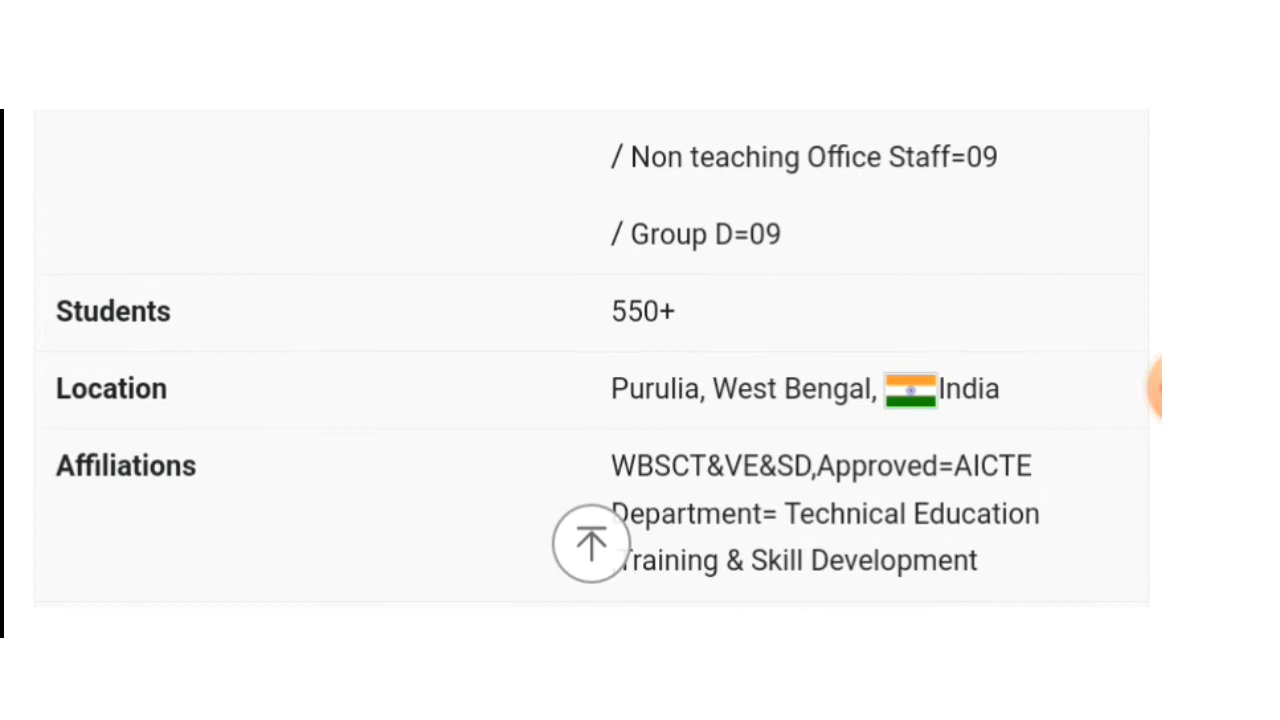 / Non teaching Office Staff=09
/ Group D=09
Students 550+
Location Purulia, West Bengal, India
Affiliations WBSCT&VE&SD,Approved=AICTE
Department= Technical Education
Training & Skill Development